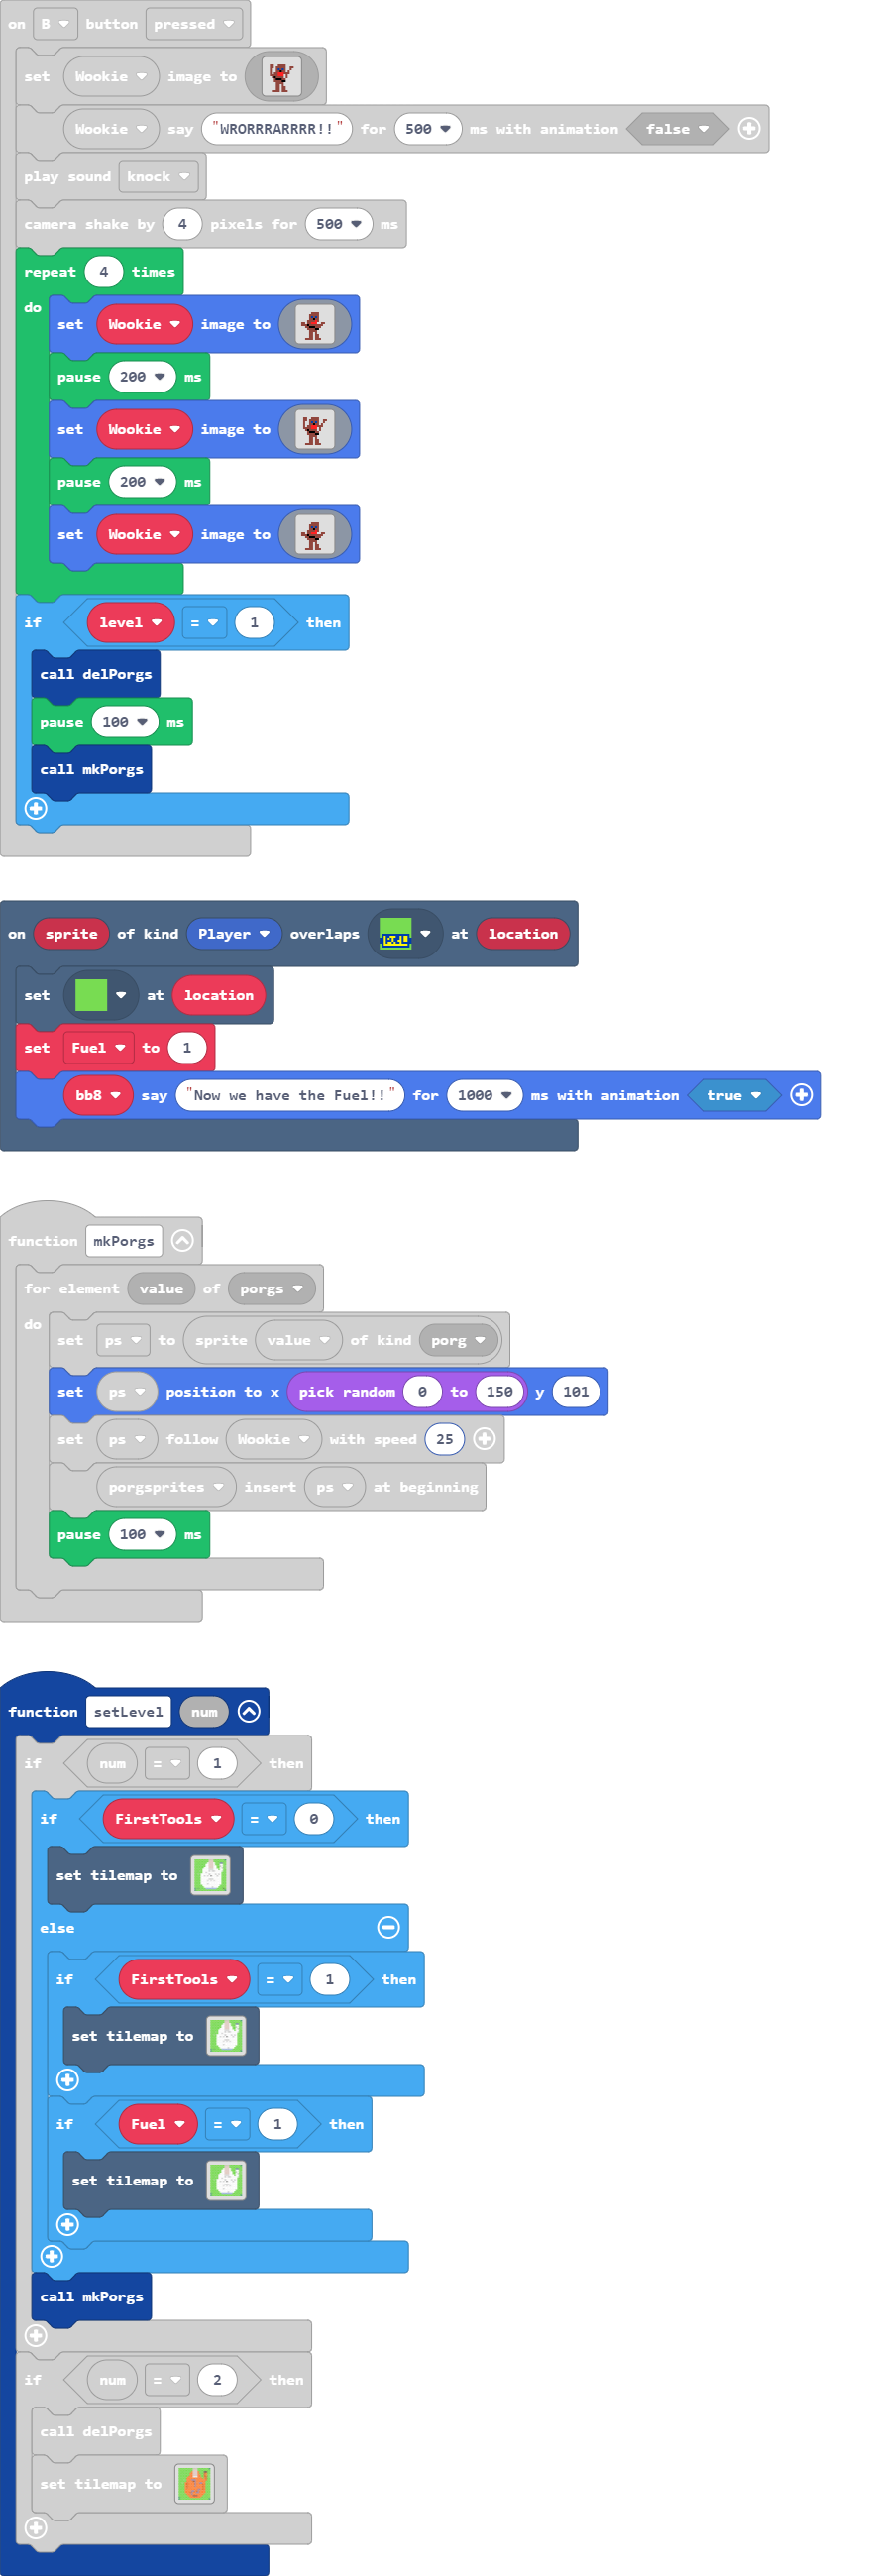 on B button pressed
set Wookie image to
Wookie say "WRORRRARRRR!!" for 500 ms with animation false
play sound knock
camera shake by 4 pixels for 500 ms
repeat 4 times
do
set Wookie image to
pause 200 ms
set Wookie image to
pause 200 ms
set Wookie image to
if level = 1 then
call delPorgs
pause 100 ms
call mkPorgs
on sprite of kind Player overlaps at location
set at location
set Fuel to 1
bb8 say "Now we have the Fuel!!" for 1000 ms with animation true
function mkPorgs
for element value of porgs
do
set ps to sprite value of kind porg
set ps position to x pick random 0 to 150 y 101
set ps follow Wookie with speed 25
porgsprites insert ps at beginning
pause 100 ms
function setLevel num
if num = 1 then
if FirstTools = 0 then
set tilemap to
else
if FirstTools = 1 then
set tilemap to
if Fuel = 1 then
set tilemap to
call mkPorgs
if num = 2 then
call delPorgs
set tilemap to